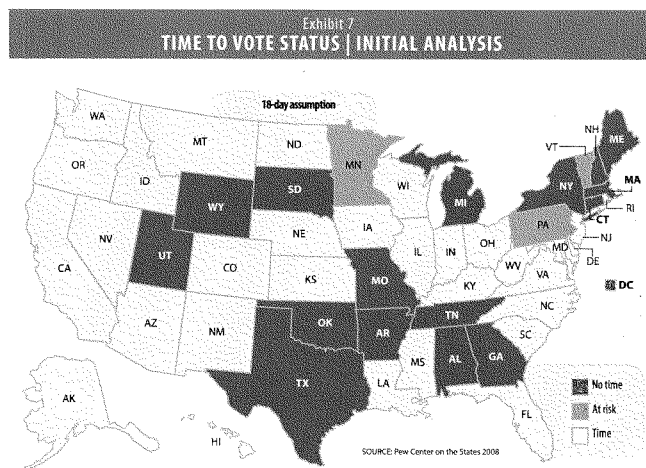 Exhibit 7
TIME TO VOTE STATUS | INITIAL ANALYSIS
18-day assumption
WA
MT
ND
MN
OR
ID
WY
SD
WI
MI
VT
NH
ME
NY
MA
RI
CT
NV
UT
CO
NE
IA
IL
IN
OH
PA
NJ
MD
DE
WV
VA
DC
CA
AZ
NM
KS
MO
KY
NC
OK
AR
TN
SC
TX
LA
MS
AL
GA
FL
AK
HI
No time
At risk
Time
SOURCE: Pew Center on the States 2008